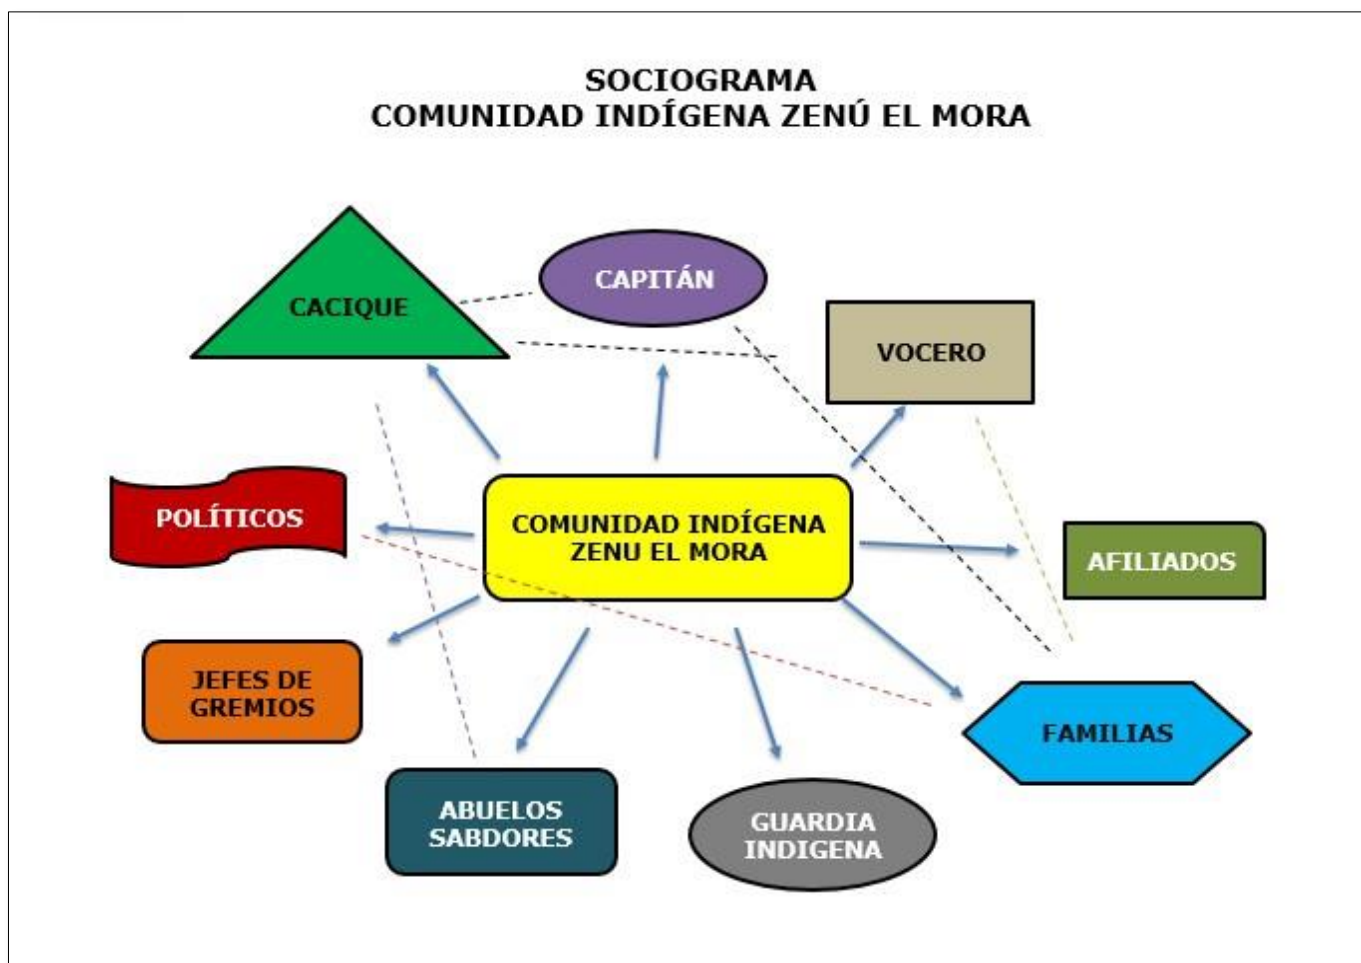 SOCIOGRAMA
COMUNIDAD INDÍGENA ZENÚ EL MORA
CACIQUE
CAPITÁN
VOCERO
POLÍTICOS
COMUNIDAD INDÍGENA
ZENU EL MORA
AFILIADOS
JEFES DE
GREMIOS
FAMILIAS
ABUELOS
SABDORES
GUARDIA
INDIGENA